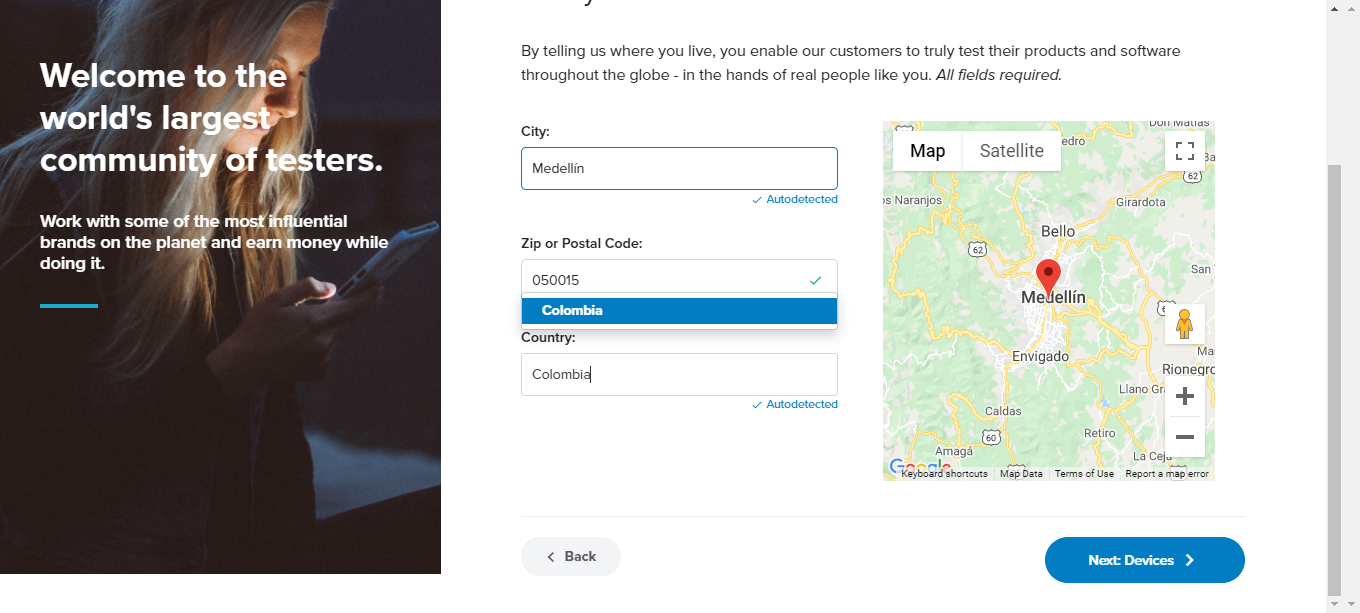 Welcome to the
world's largest
community of testers.
Work with some of the most influential
brands on the planet and earn money while
doing it.
By telling us where you live, you enable our customers to truly test their products and software
throughout the globe - in the hands of real people like you. All fields required.
City:
Medellín
Autodetected
Zip or Postal Code:
050015
Colombia
Country:
Colombia
Autodetected
Map
Satellite
Don Matías
edro
Ba
62
os Naranjos
Girardota
Bello
62
San
Medellín
Envigado
Ma
Rionegro
Llano Gr
Caldas
60
Retiro
Amagá
La Ceja
Google
Keyboard shortcuts
Map Data
Terms of Use
Report a map error
Back
Next: Devices